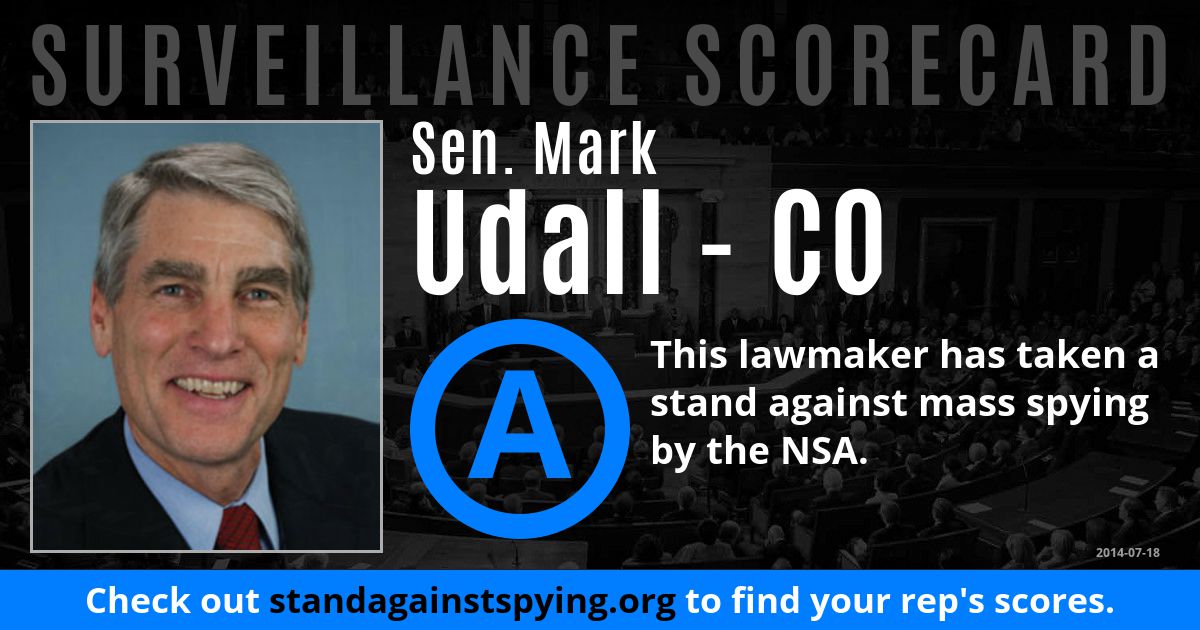 SURVEILLANCE SCORECARD
Sen. Mark
Udall - CO
A
This lawmaker has taken a
stand against mass spying
by the NSA.
2014-07-18
Check out standagainstspying.org to find your rep's scores.